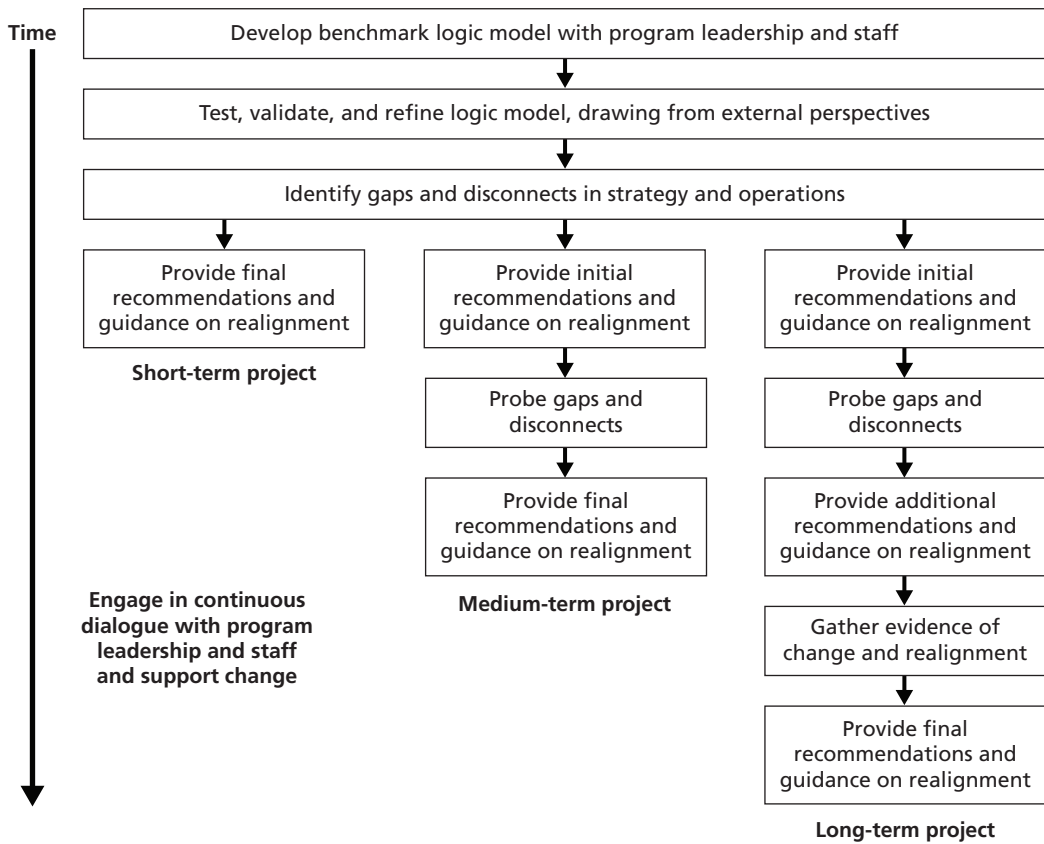 Time
Develop benchmark logic model with program leadership and staff
Test, validate, and refine logic model, drawing from external perspectives
Identify gaps and disconnects in strategy and operations
Provide final
recommendations and
guidance on realignment
Short-term project
Provide initial
recommendations and
guidance on realignment
Probe gaps and
disconnects
Provide final
recommendations and
guidance on realignment
Medium-term project
Provide initial
recommendations and
guidance on realignment
Probe gaps and
disconnects
Provide additional
recommendations and
guidance on realignment
Gather evidence of
change and realignment
Provide final
recommendations and
guidance on realignment
Long-term project
Engage in continuous
dialogue with program
leadership and staff
and support change